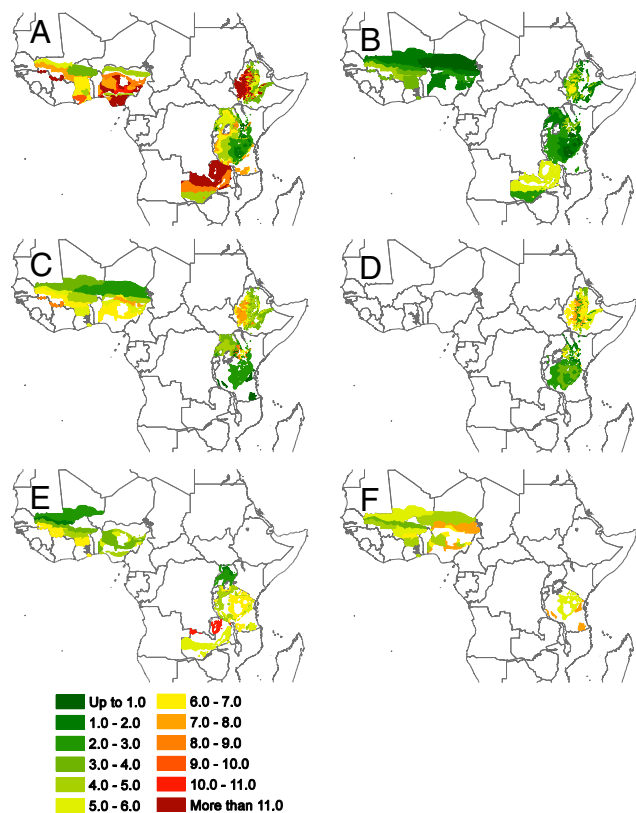 A
B
C
D
E
F
Up to 1.0
1.0 - 2.0
2.0 - 3.0
3.0 - 4.0
4.0 - 5.0
5.0 - 6.0
6.0 - 7.0
7.0 - 8.0
8.0 - 9.0
9.0 - 10.0
10.0 - 11.0
More than 11.0